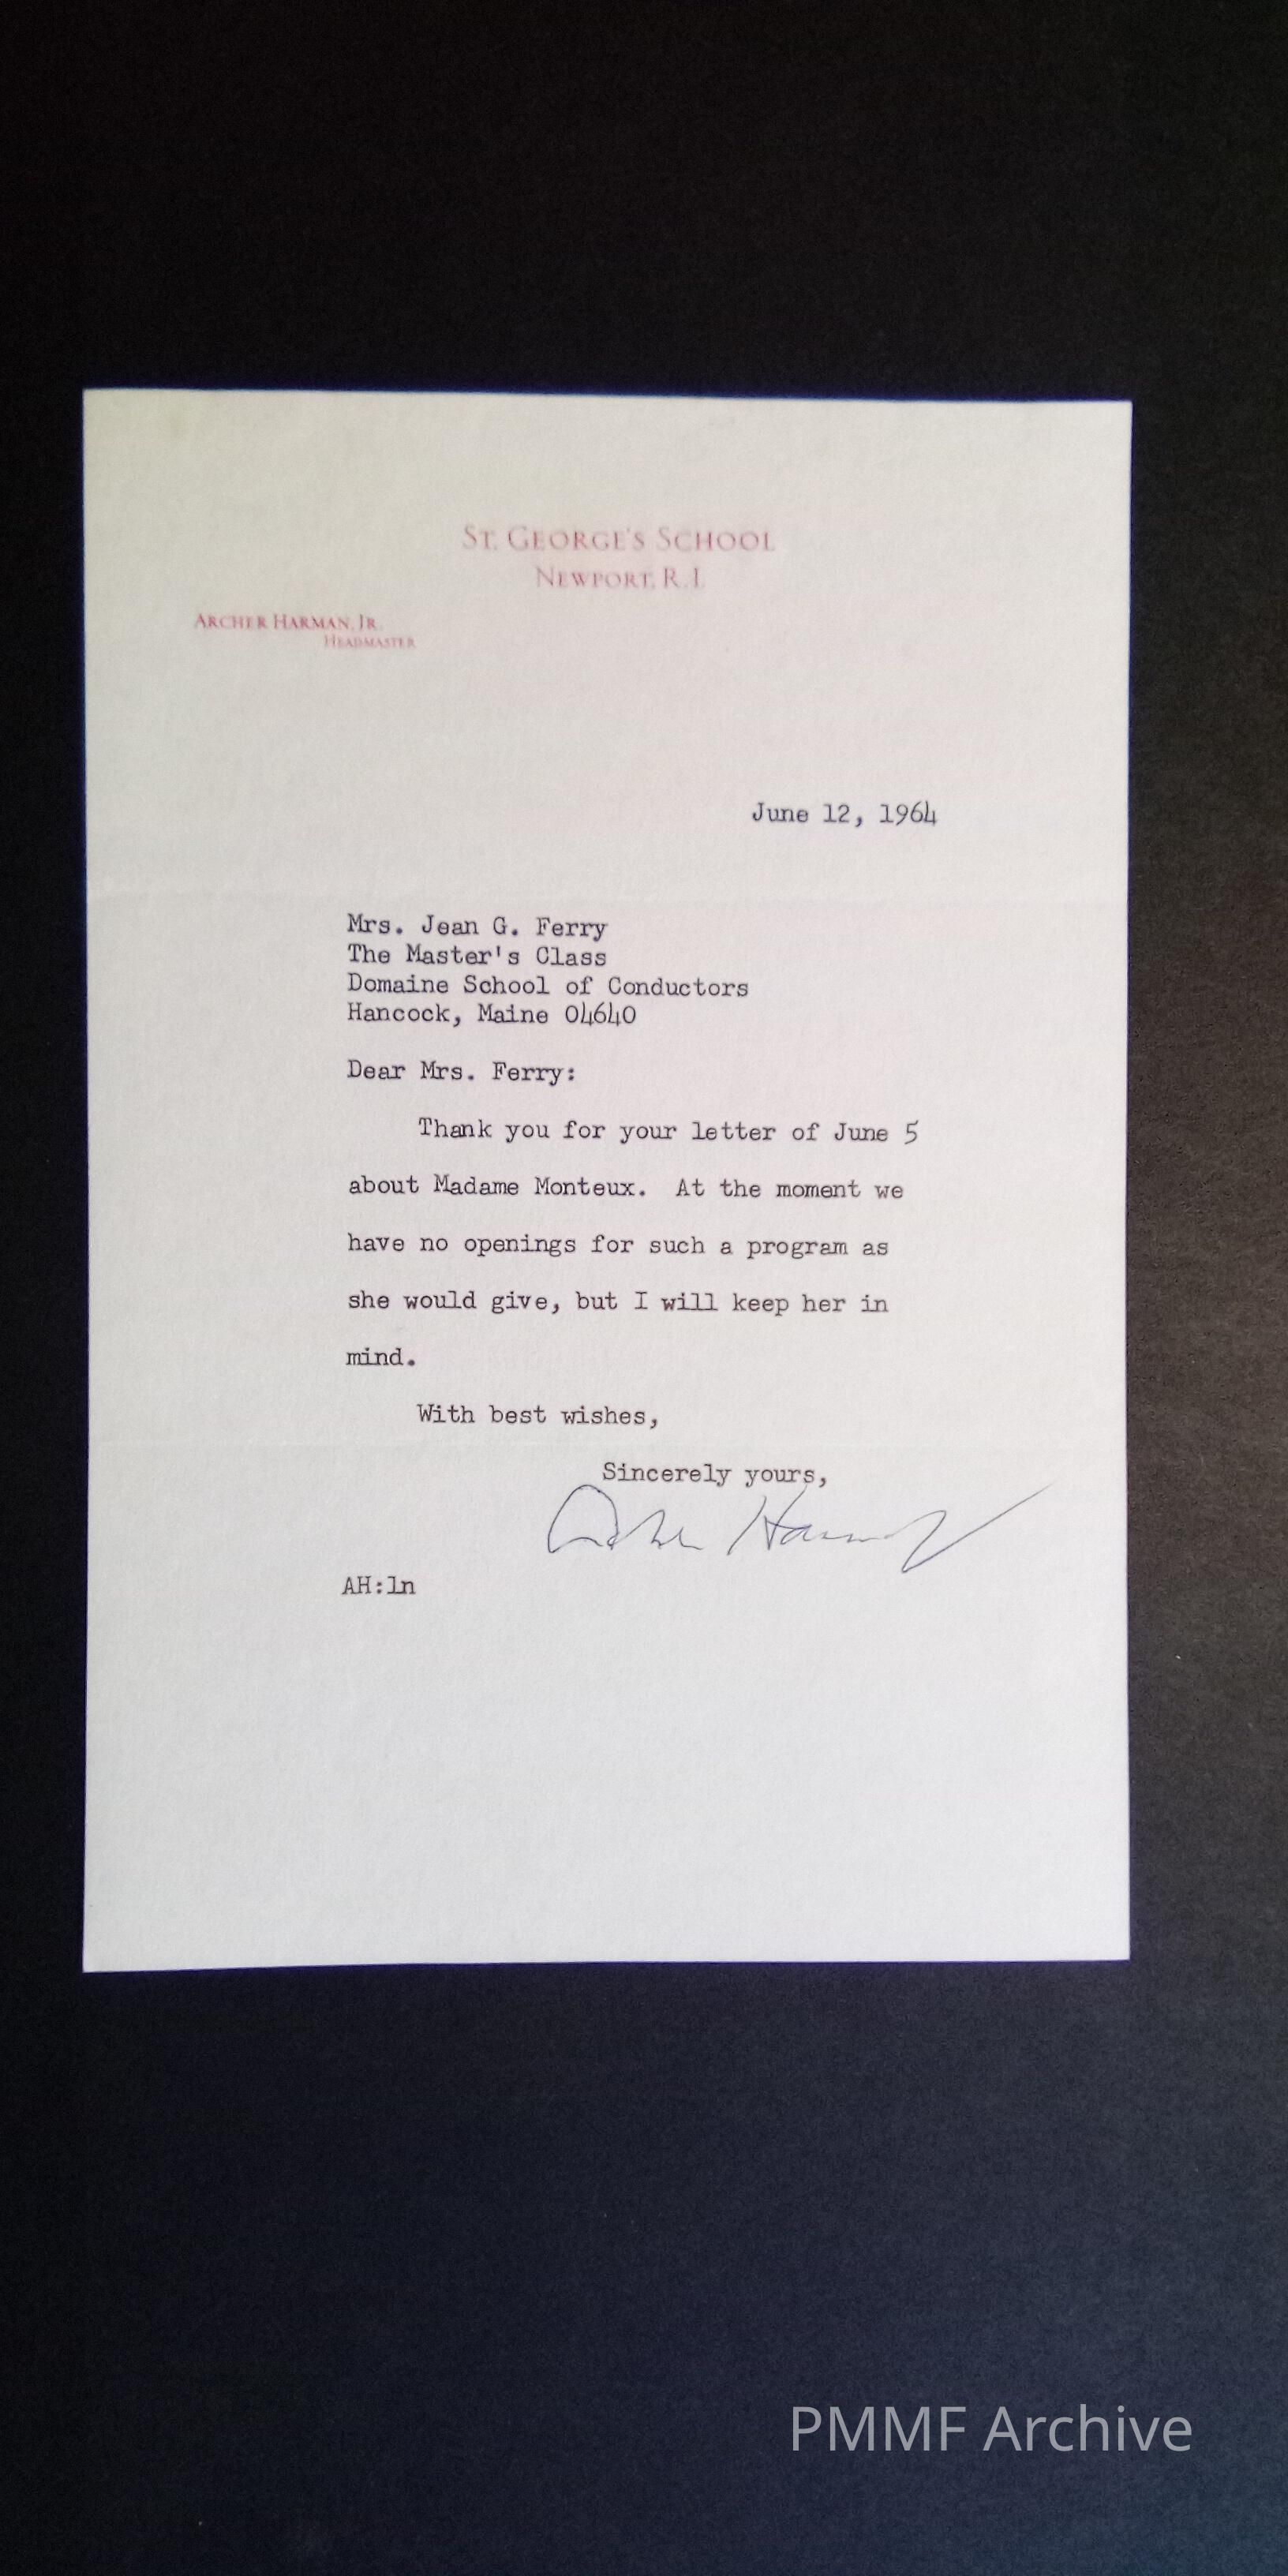 St. George's School
Newport, R.I.
Archer Harman, Jr.
Headmaster
June 12, 1964
Mrs. Jean G. Ferry
The Master's Class
Domaine School of Conductors
Hancock, Maine 04640
Dear Mrs. Ferry:
Thank you for your letter of June 5
about Madame Monteux. At the moment we
have no openings for such a program as
she would give, but I will keep her in
mind.
With best wishes,
Sincerely yours,
Archer Harman Jr
AH:ln
PMMF Archive